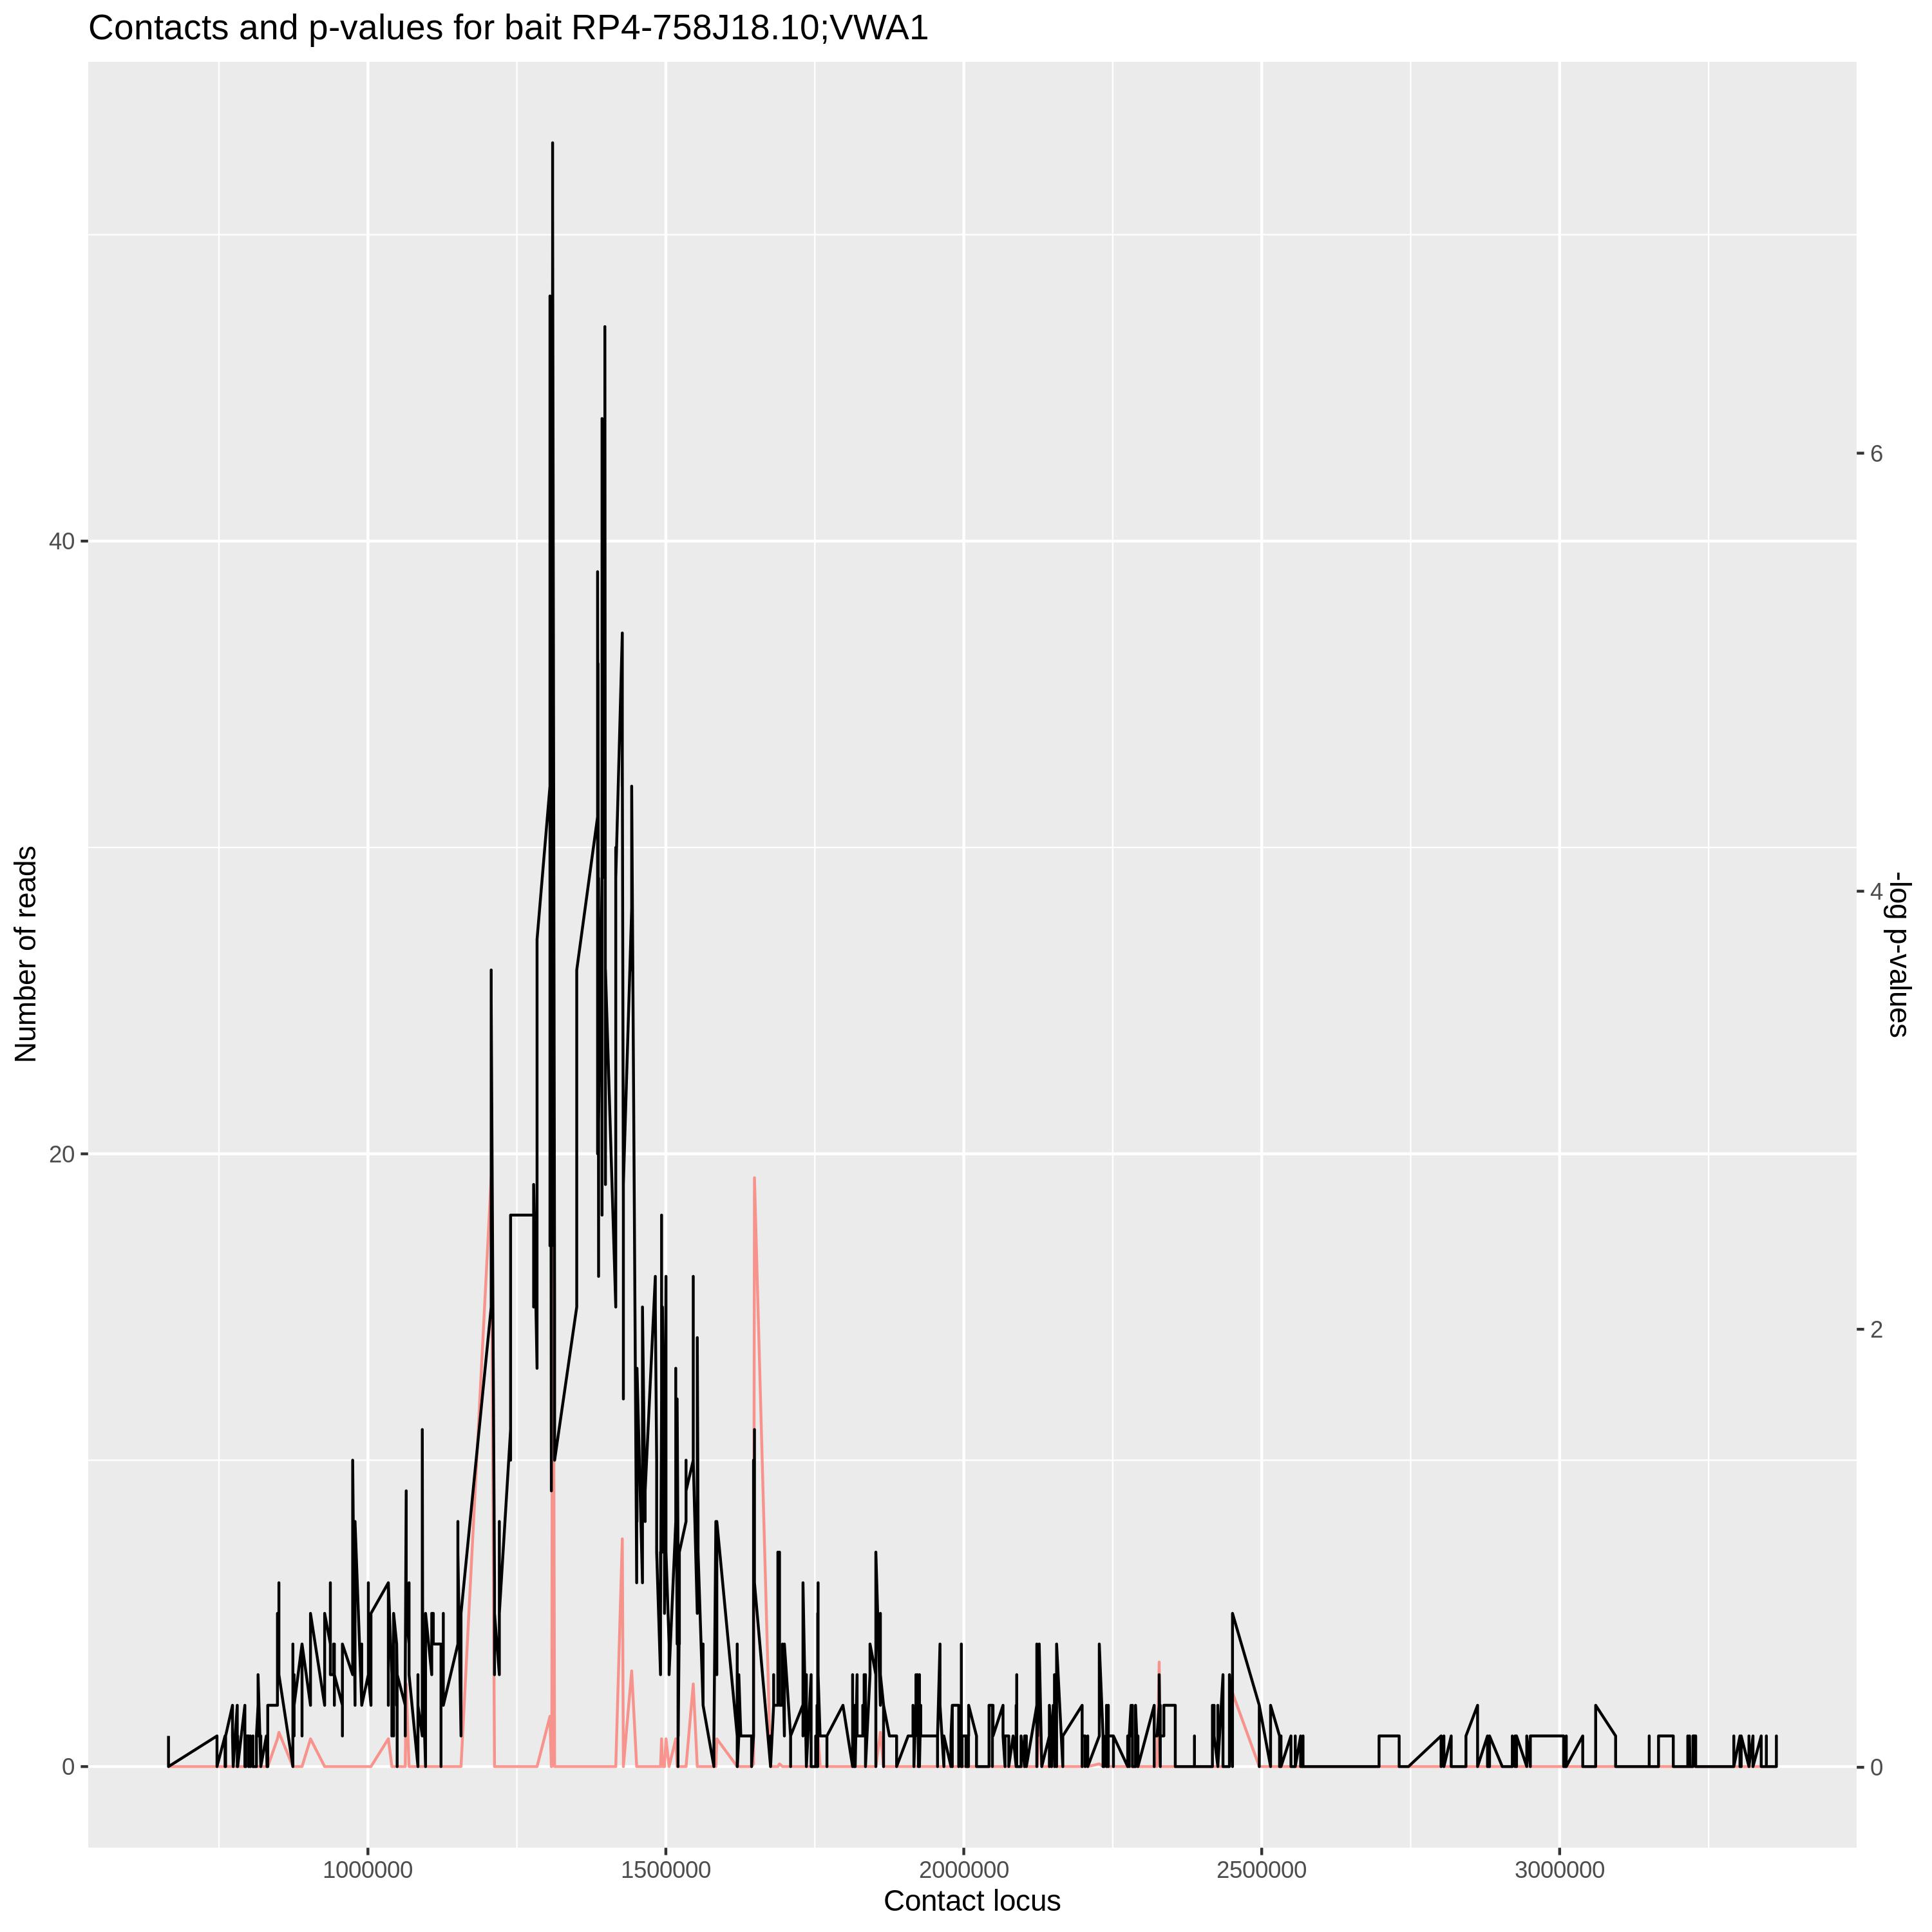 Contacts and p-values for bait RP4-758J18.10;VWA1
Number of reads
40
20
0
6
4
2
0
-log p-values
1000000 1500000 2000000 2500000 3000000
Contact locus